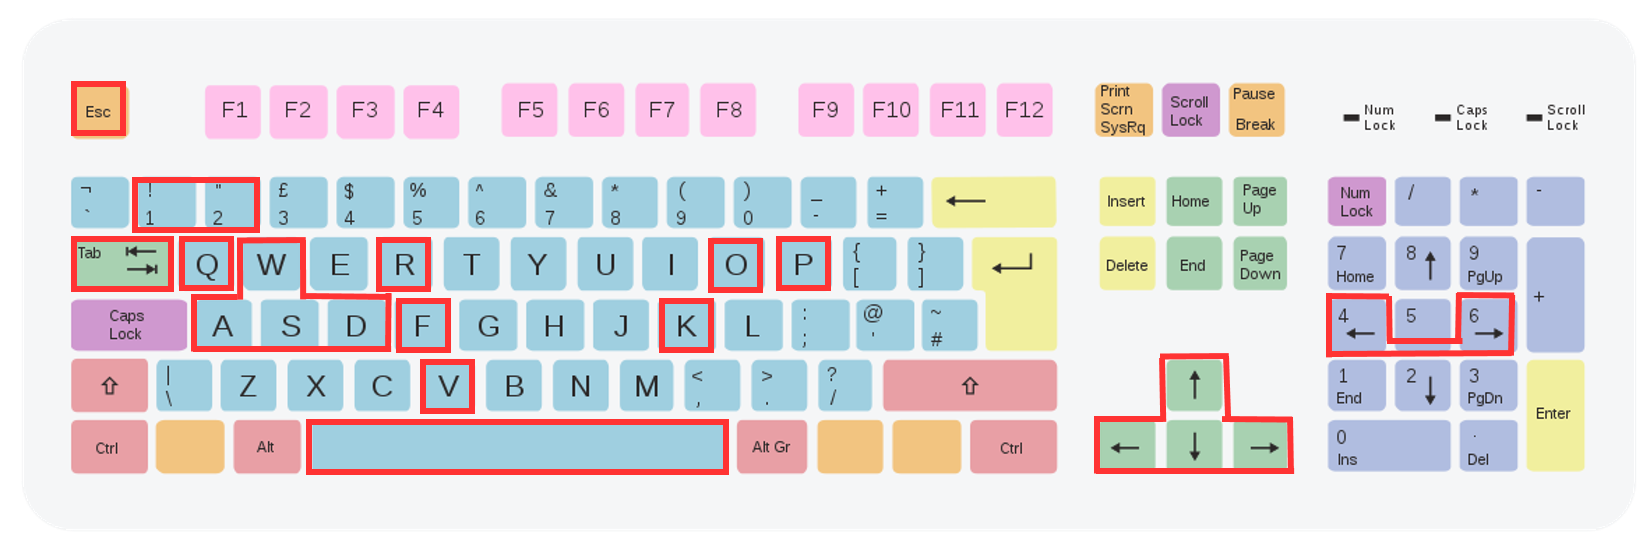 Esc F1 F2 F3 F4 F5 F6 F7 F8 F9 F10 F11 F12
Print
Scrn
SysRq
Scroll
Lock
Pause
Break
Num
Lock
Caps
Lock
Scroll
Lock
¬ ! " £ $ % ^ & * ( ) _ +
` 1 2 3 4 5 6 7 8 9 0 - =
←
Insert Home
Page
Up
Num
Lock
/ * -
Tab Q W E R T Y U I O P { }
[ ]
Delete End
Page
Down
7 8 ↑ 9
Home PgUp
+
Caps
Lock
A S D F G H J K L : @ ~
; ' #
4 5 6
← →
⇧ | Z X C V B N M < > ? ⇧
\ , . /
↑
1 2 ↓ 3
End PgDn
Enter
Ctrl Alt Alt Gr Ctrl
← ↓ →
0 .
Ins Del